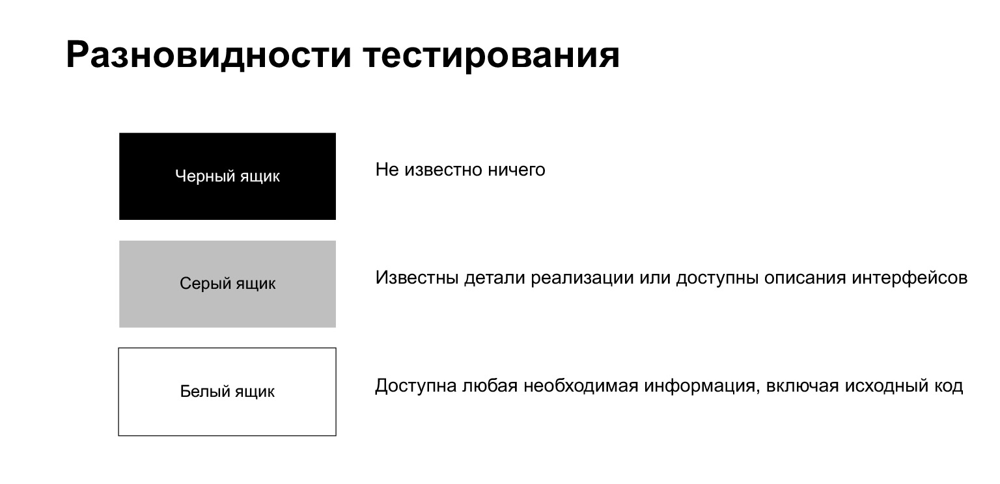 Разновидности тестирования
Черный ящик
Не известно ничего
Серый ящик
Известны детали реализации или доступны описания интерфейсов
Белый ящик
Доступна любая необходимая информация, включая исходный код